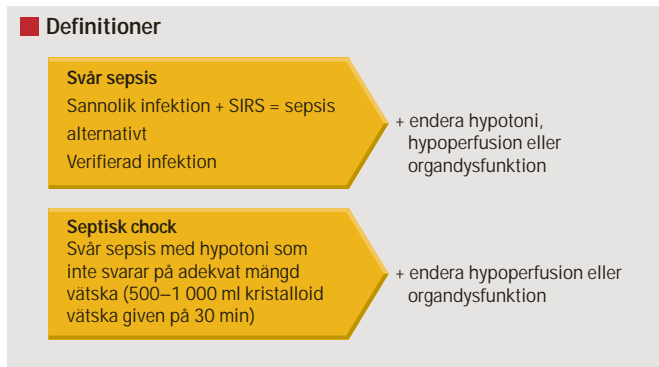 Definitioner
Svår sepsis
Sannolik infektion + SIRS = sepsis
alternativt
Verifierad infektion
+ endera hypotoni,
hypoperfusion eller
organdysfunktion
Septisk chock
Svår sepsis med hypotoni som
inte svarar på adekvat mängd
vätska (500–1 000 ml kristalloid
vätska given på 30 min)
+ endera hypoperfusion eller
organdysfunktion